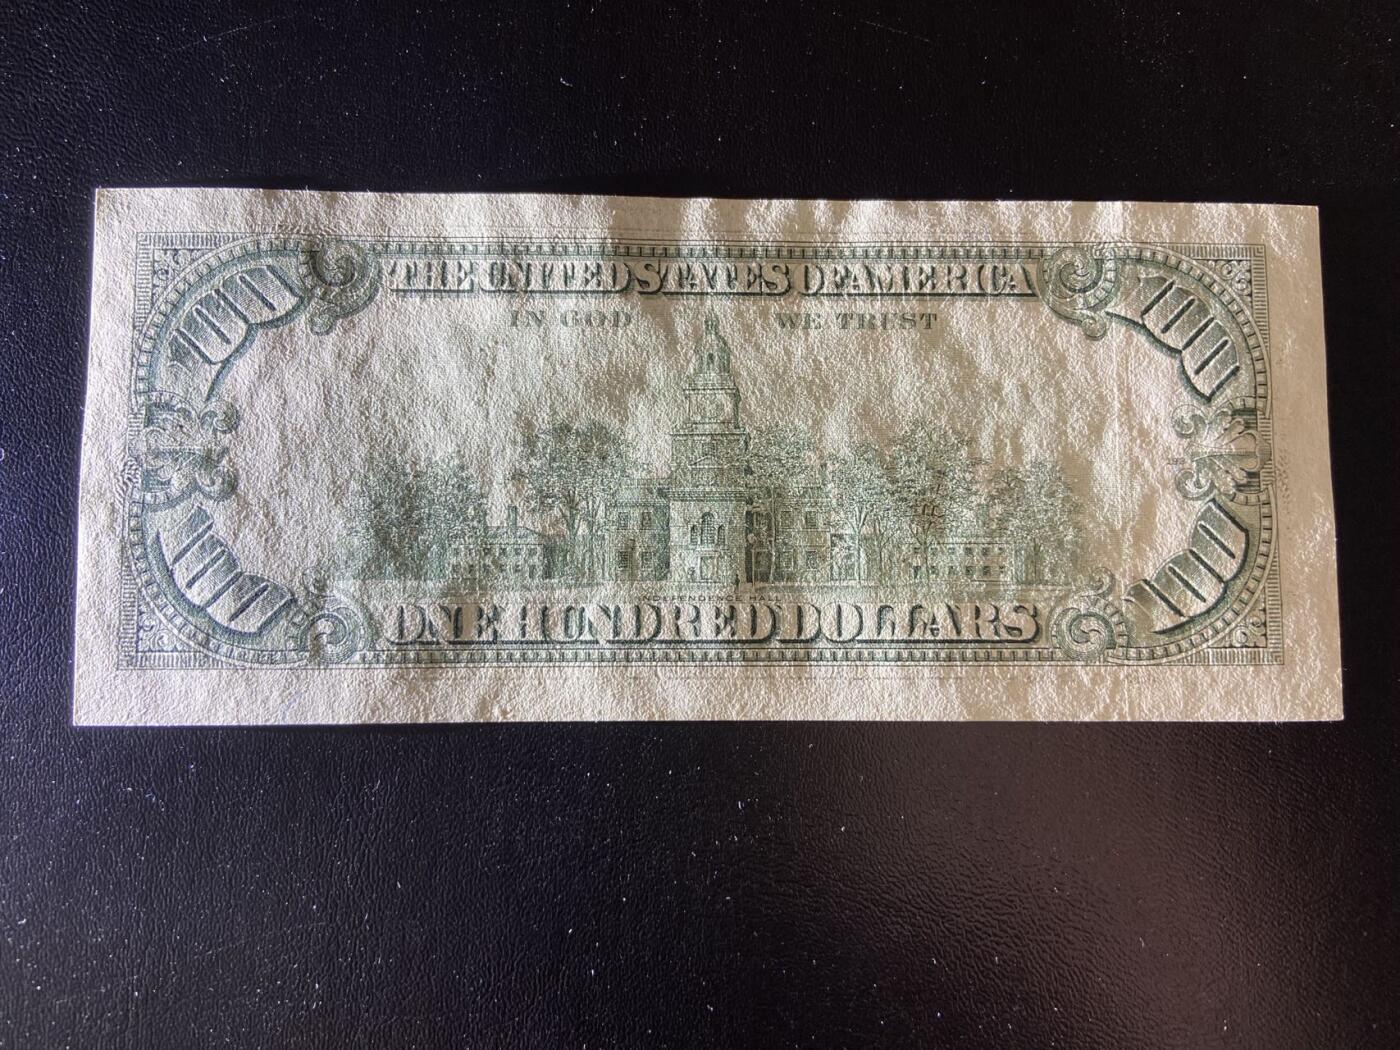 THE UNITED STATES OF AMERICA
100 100
IN GOD WE TRUST
INDEPENDENCE HALL
100 100
ONE HUNDRED DOLLARS